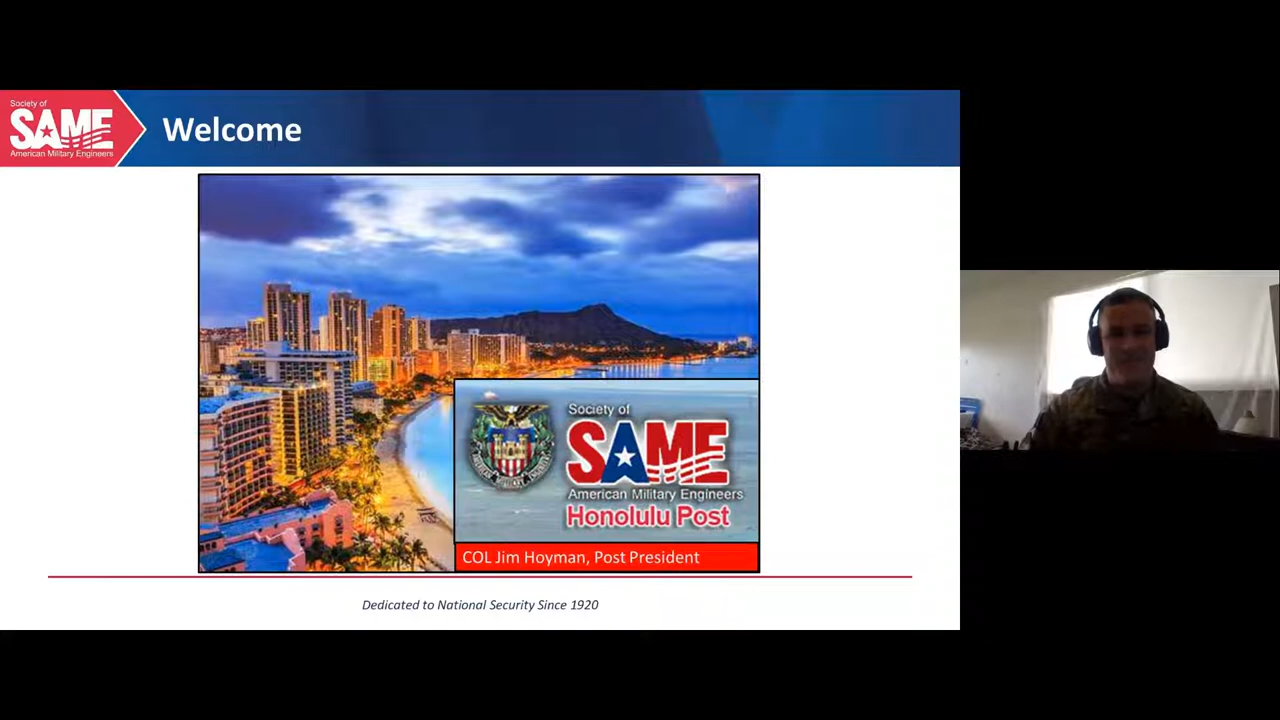 Society of
SAME
American Military Engineers
Welcome
Society of
SAME
American Military Engineers
Honolulu Post
COL Jim Hoyman, Post President
Dedicated to National Security Since 1920